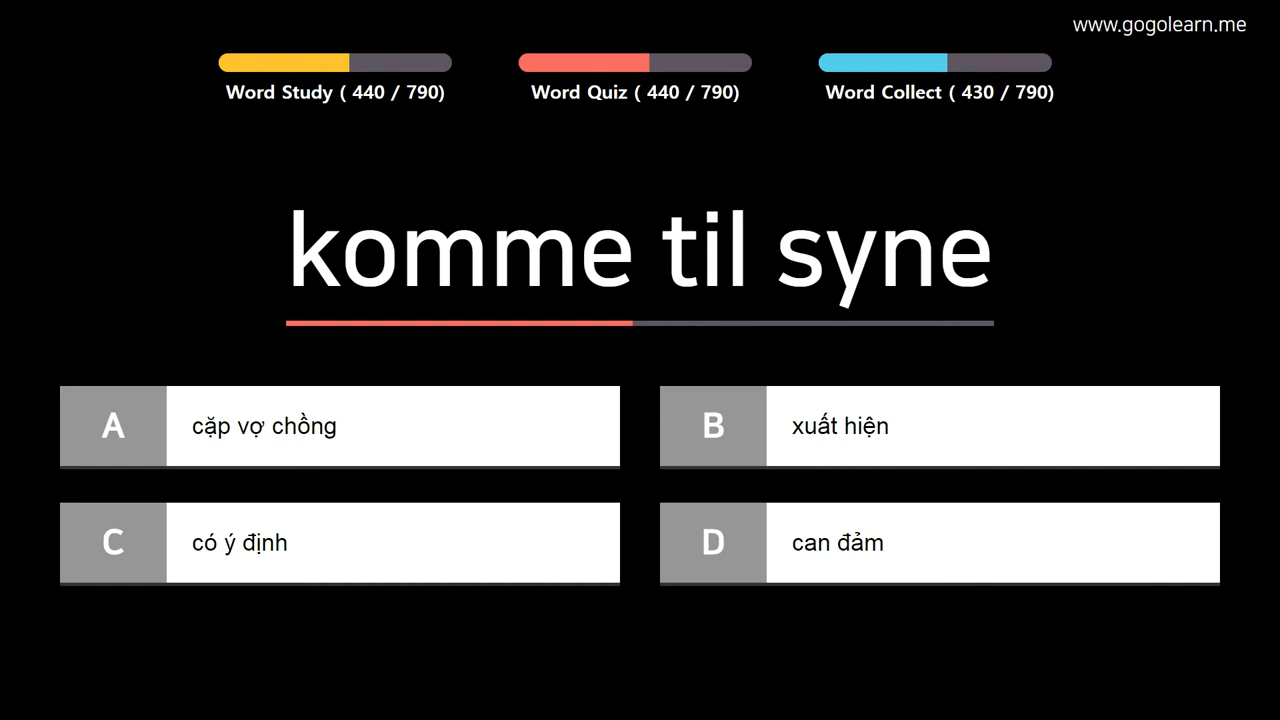 www.gogolearn.me
Word Study ( 440 / 790)
Word Quiz ( 440 / 790)
Word Collect ( 430 / 790)
komme til syne
A
cặp vợ chồng
B
xuất hiện
C
có ý định
D
can đảm